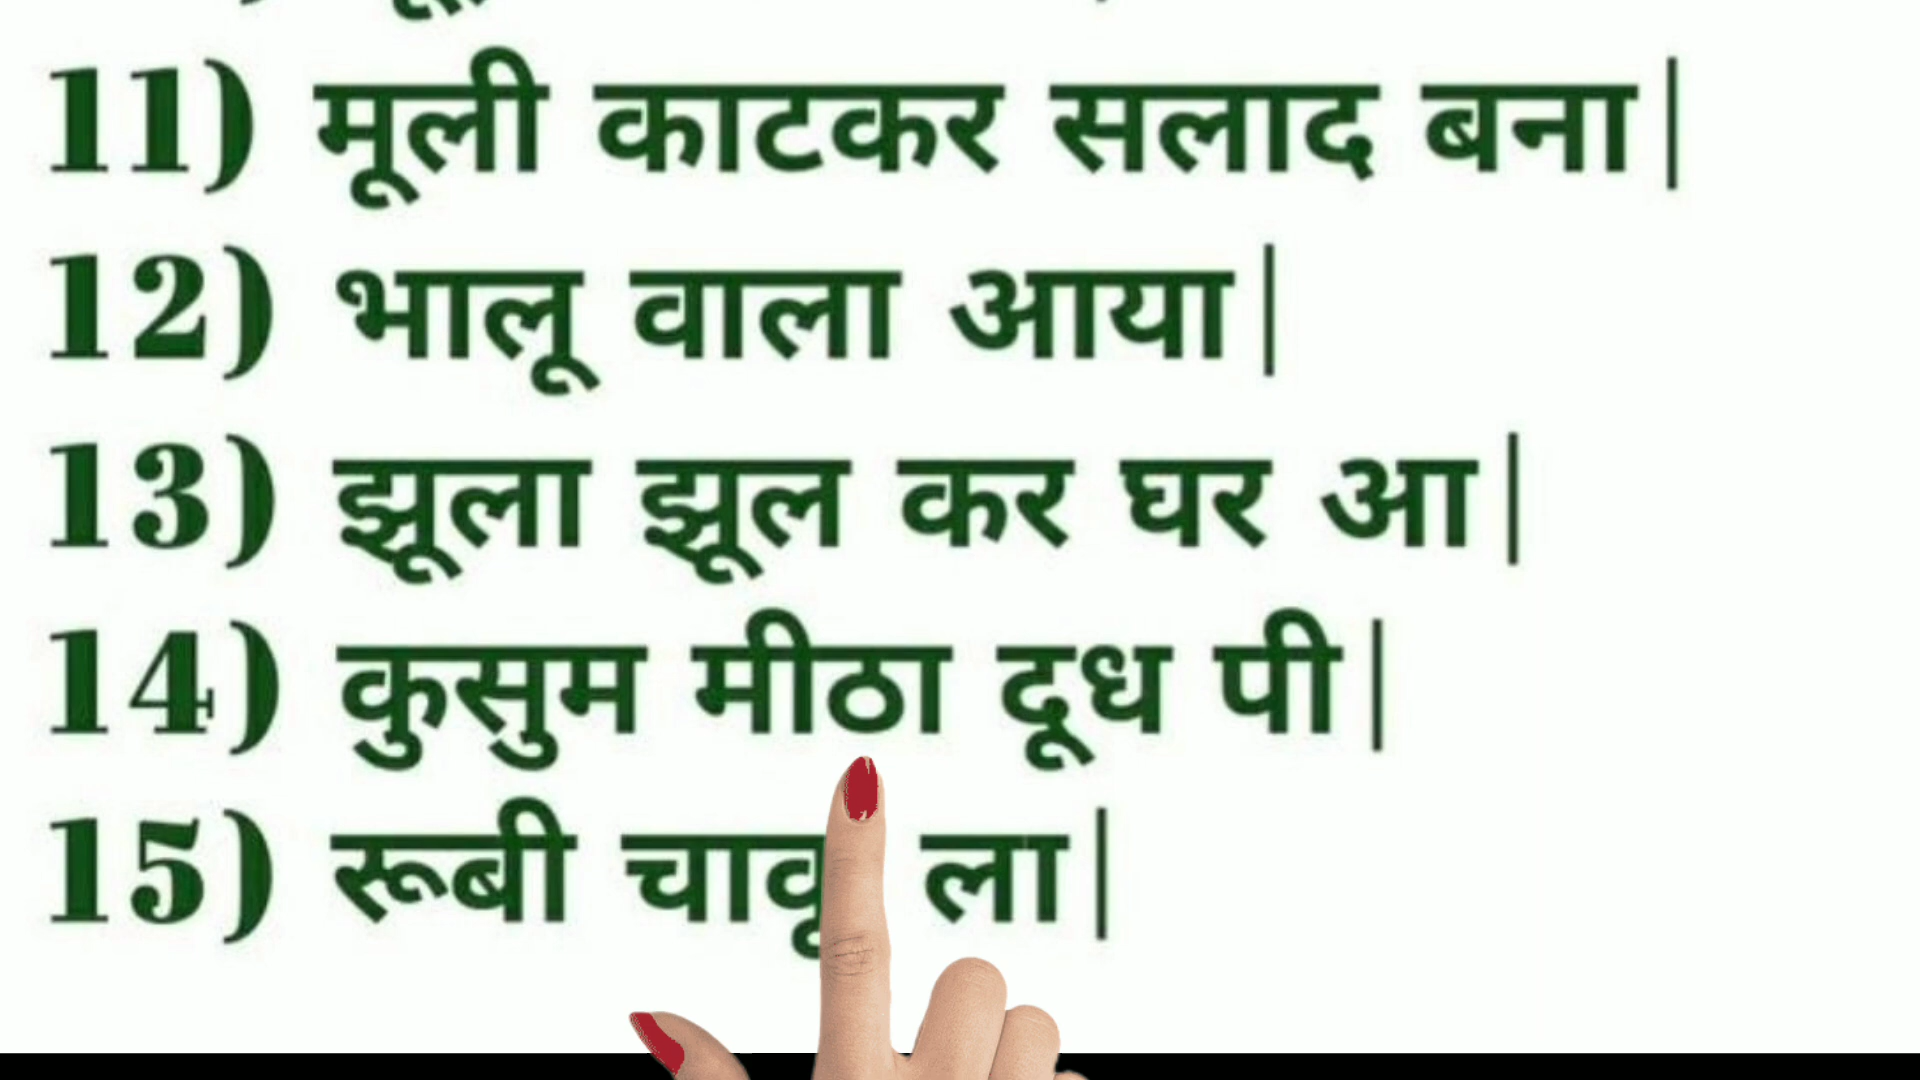 11) मूली काटकर सलाद बना|
12) भालू वाला आया|
13) झूला झूल कर घर आ|
14) कुसुम मीठा दूध पी|
15) रूबी ला|